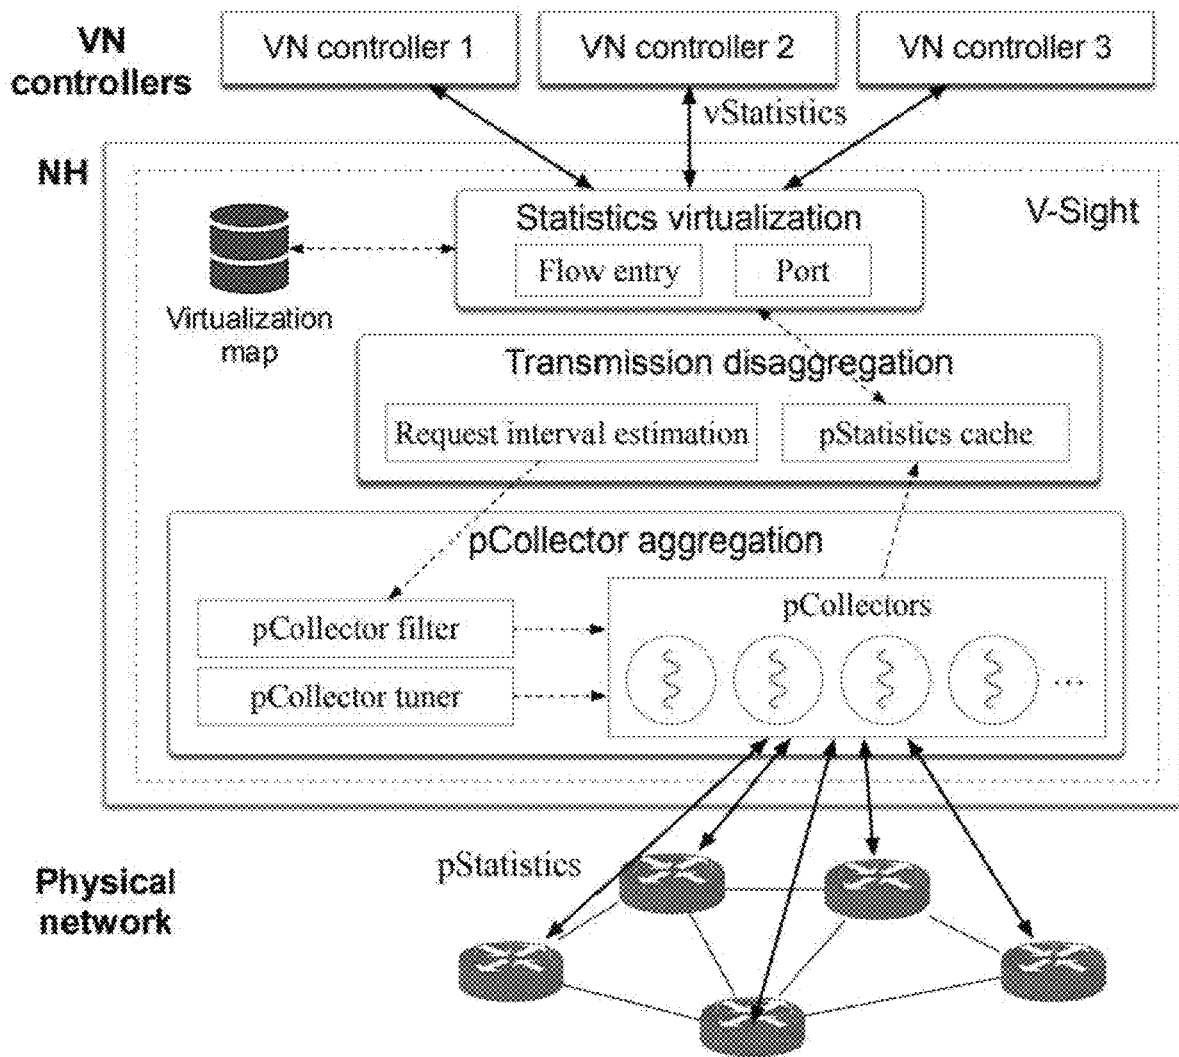 VN
controllers
VN controller 1
VN controller 2
VN controller 3
vStatistics
NH
V-Sight
Statistics virtualization
Flow entry
Port
Virtualization
map
Transmission disaggregation
Request interval estimation
pStatistics cache
pCollector aggregation
pCollector filter
pCollector tuner
pCollectors
...
pStatistics
Physical
network